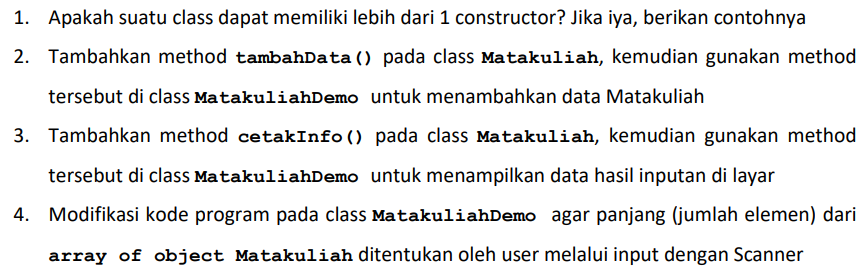 1. Apakah suatu class dapat memiliki lebih dari 1 constructor? Jika iya, berikan contohnya
2. Tambahkan method tambahData() pada class Matakuliah, kemudian gunakan method
tersebut di class MatakuliahDemo untuk menambahkan data Matakuliah
3. Tambahkan method cetakInfo() pada class Matakuliah, kemudian gunakan method
tersebut di class MatakuliahDemo untuk menampilkan data hasil inputan di layar
4. Modifikasi kode program pada class MatakuliahDemo agar panjang (jumlah elemen) dari
array of object Matakuliah ditentukan oleh user melalui input dengan Scanner